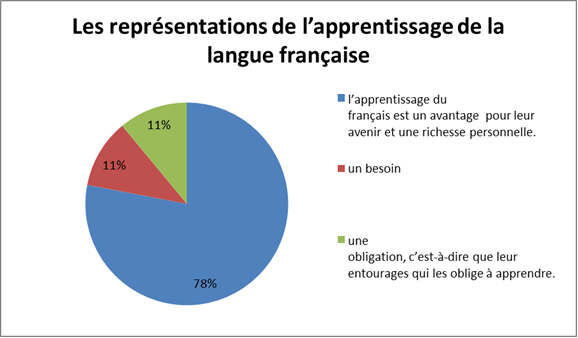 Les représentations de l'apprentissage de la
langue française
l'apprentissage du
français est un avantage  pour leur
avenir et une richesse personnelle.
11%
11%
un besoin
une
obligation, c'est-à-dire que leur
entourages qui les oblige à apprendre.
78%